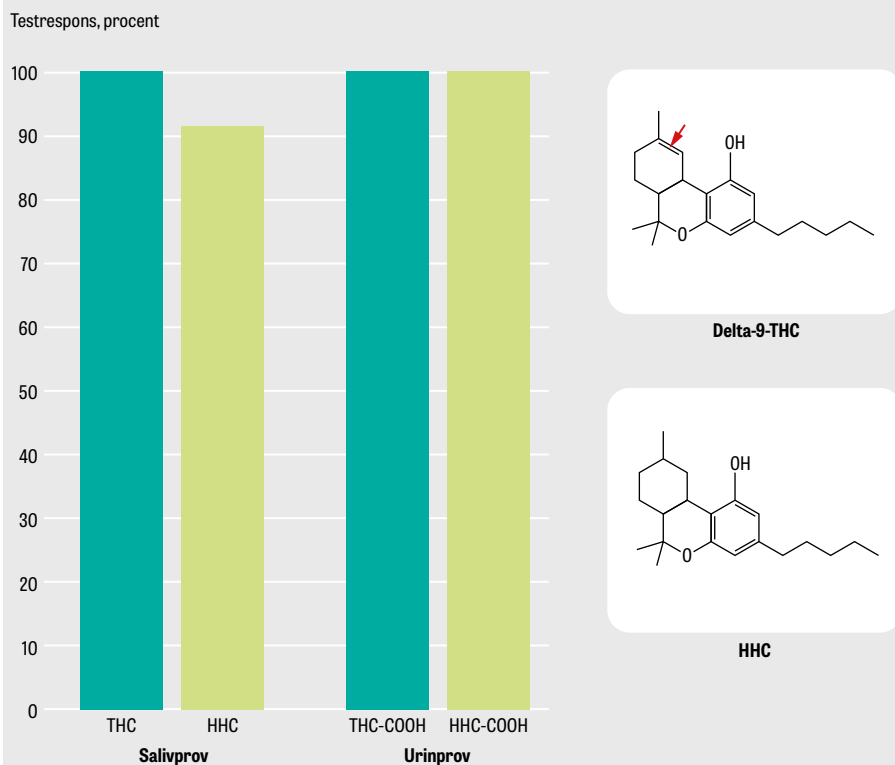 Testrespons, procent
100
90
80
70
60
50
40
30
20
10
0
THC
HHC
THC-COOH
HHC-COOH
Salivprov
Urinprov
OH
O
Delta-9-THC
OH
O
HHC